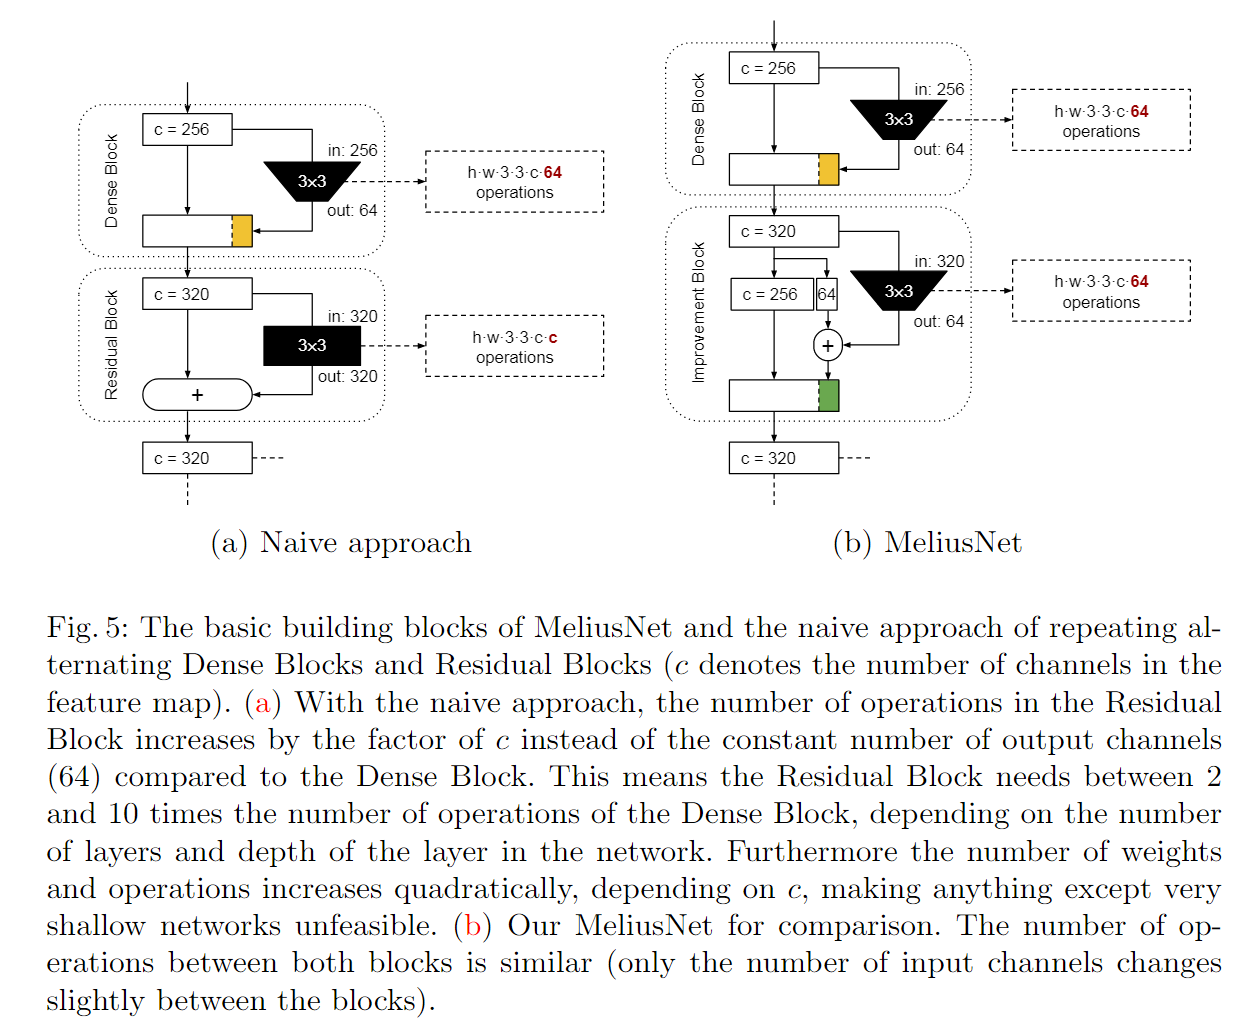 Dense Block
c = 256
in: 256
3x3
out: 64
h·w·3·3·c·64
operations
Residual Block
c = 320
in: 320
3x3
out: 320
h·w·3·3·c·c
operations
+
c = 320
(a) Naive approach
Dense Block
c = 256
in: 256
3x3
out: 64
h·w·3·3·c·64
operations
Improvement Block
c = 320
in: 320
c = 256
64
3x3
out: 64
h·w·3·3·c·64
operations
+
c = 320
(b) MeliusNet
Fig. 5: The basic building blocks of MeliusNet and the naive approach of repeating al-
ternating Dense Blocks and Residual Blocks (c denotes the number of channels in the
feature map). (a) With the naive approach, the number of operations in the Residual
Block increases by the factor of c instead of the constant number of output channels
(64) compared to the Dense Block. This means the Residual Block needs between 2
and 10 times the number of operations of the Dense Block, depending on the number
of layers and depth of the layer in the network. Furthermore the number of weights
and operations increases quadratically, depending on c, making anything except very
shallow networks unfeasible. (b) Our MeliusNet for comparison. The number of op-
erations between both blocks is similar (only the number of input channels changes
slightly between the blocks).